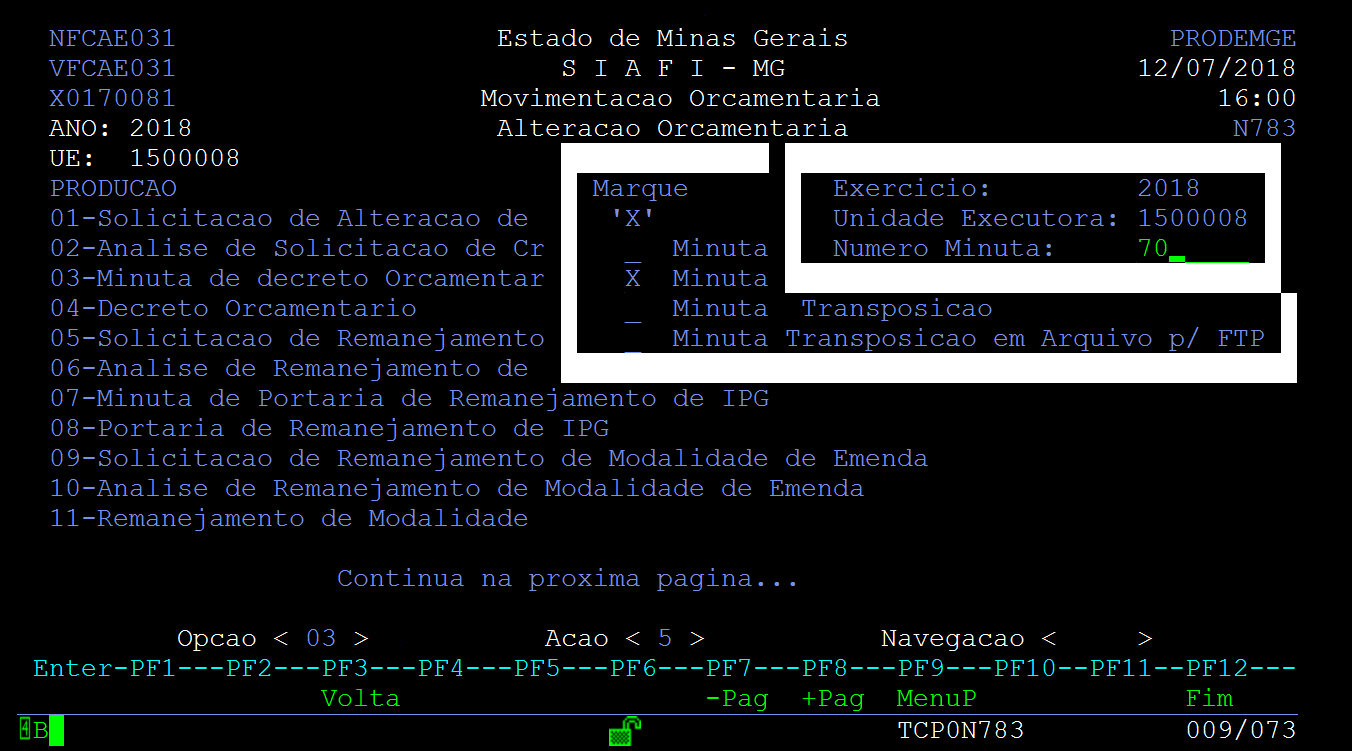 NFCAE031 Estado de Minas Gerais PRODEMGE
VFCAE031 S I A F I - MG 12/07/2018
X0170081 Movimentacao Orcamentaria 16:00
ANO: 2018 Alteracao Orcamentaria N783
UE: 1500008
PRODUCAO Marque Exercicio: 2018
01-Solicitacao de Alteracao de 'X' Unidade Executora: 1500008
02-Analise de Solicitacao de Cr _ Minuta Numero Minuta: 70_____
03-Minuta de decreto Orcamentar X Minuta
04-Decreto Orcamentario _ Minuta Transposicao
05-Solicitacao de Remanejamento _ Minuta Transposicao em Arquivo p/ FTP
06-Analise de Remanejamento de
07-Minuta de Portaria de Remanejamento de IPG
08-Portaria de Remanejamento de IPG
09-Solicitacao de Remanejamento de Modalidade de Emenda
10-Analise de Remanejamento de Modalidade de Emenda
11-Remanejamento de Modalidade
Continua na proxima pagina...
Opcao < 03 > Acao < 5 > Navegacao < >
Enter-PF1---PF2---PF3---PF4---PF5---PF6---PF7---PF8---PF9---PF10--PF11--PF12---
Volta -Pag +Pag MenuP Fim
4B TCP0N783 009/073